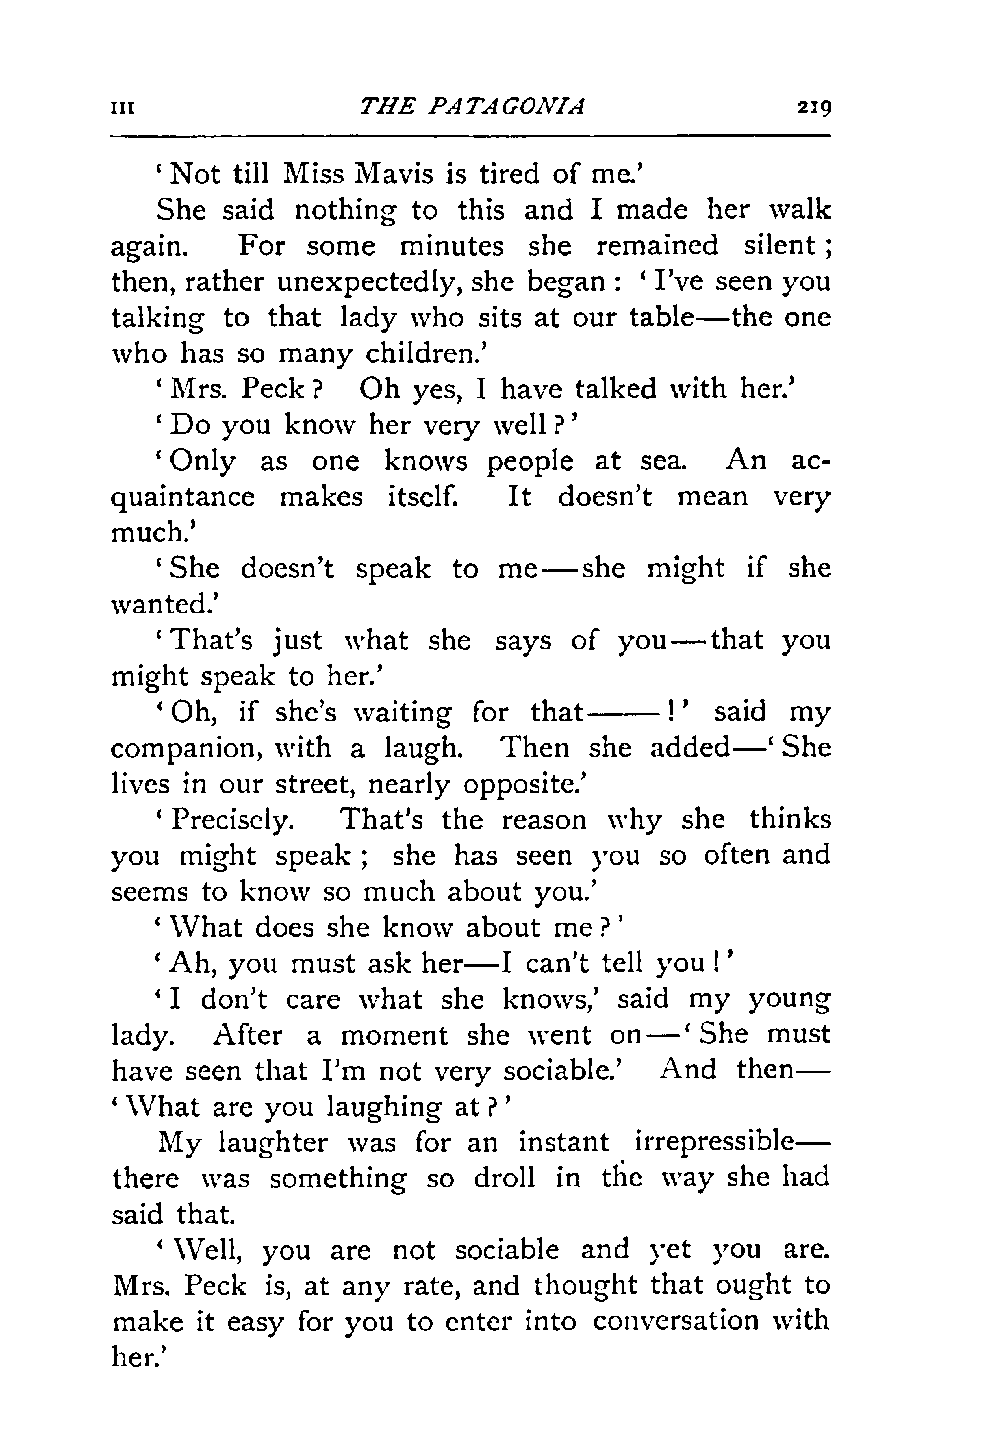 III THE PATAGONIA 219
‘Not till Miss Mavis is tired of me.’
She said nothing to this and I made her walk
again. For some minutes she remained silent;
then, rather unexpectedly, she began: ‘I’ve seen you
talking to that lady who sits at our table—the one
who has so many children.’
‘Mrs. Peck? Oh yes, I have talked with her.’
‘Do you know her very well?’
‘Only as one knows people at sea. An ac-
quaintance makes itself. It doesn’t mean very
much.’
‘She doesn’t speak to me—she might if she
wanted.’
‘That’s just what she says of you—that you
might speak to her.’
‘Oh, if she’s waiting for that——!’ said my
companion, with a laugh. Then she added—‘She
lives in our street, nearly opposite.’
‘Precisely. That’s the reason why she thinks
you might speak; she has seen you so often and
seems to know so much about you.’
‘What does she know about me?’
‘Ah, you must ask her—I can’t tell you!’
‘I don’t care what she knows,’ said my young
lady. After a moment she went on—‘She must
have seen that I’m not very sociable.’ And then—
‘What are you laughing at?’
My laughter was for an instant irrepressible—
there was something so droll in the way she had
said that.
‘Well, you are not sociable and yet you are.
Mrs. Peck is, at any rate, and thought that ought to
make it easy for you to enter into conversation with
her.’